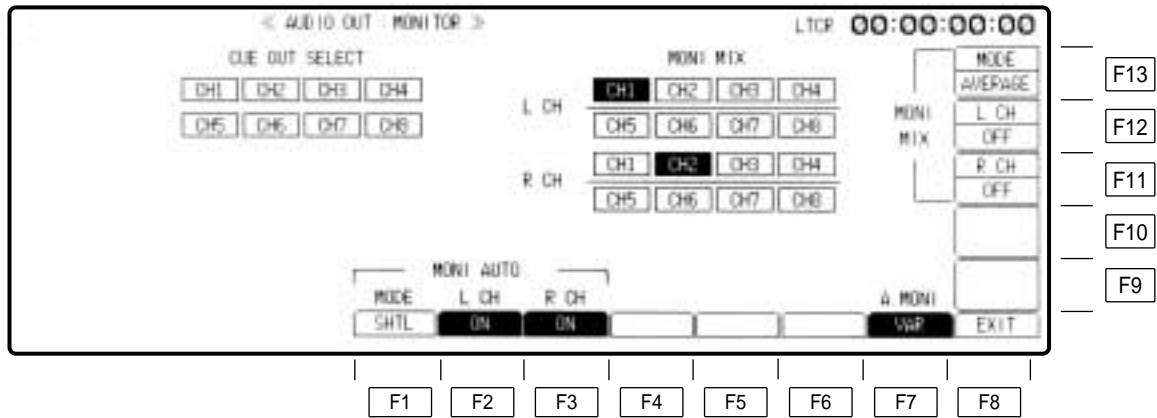 ≪ AUDIO OUT : MONITOR ≫ LTCR 00:00:00:00
CUE OUT SELECT
CH1 CH2 CH3 CH4
CH5 CH6 CH7 CH8
MONI MIX
L CH
CH1 CH2 CH3 CH4
CH5 CH6 CH7 CH8
R CH
CH1 CH2 CH3 CH4
CH5 CH6 CH7 CH8
MONI
MIX
MODE
AVERAGE
L CH
OFF
R CH
OFF
F13
F12
F11
F10
F9
MONI AUTO
MODE L CH R CH A MONI
SHTL ON ON VAR EXIT
F1 F2 F3 F4 F5 F6 F7 F8